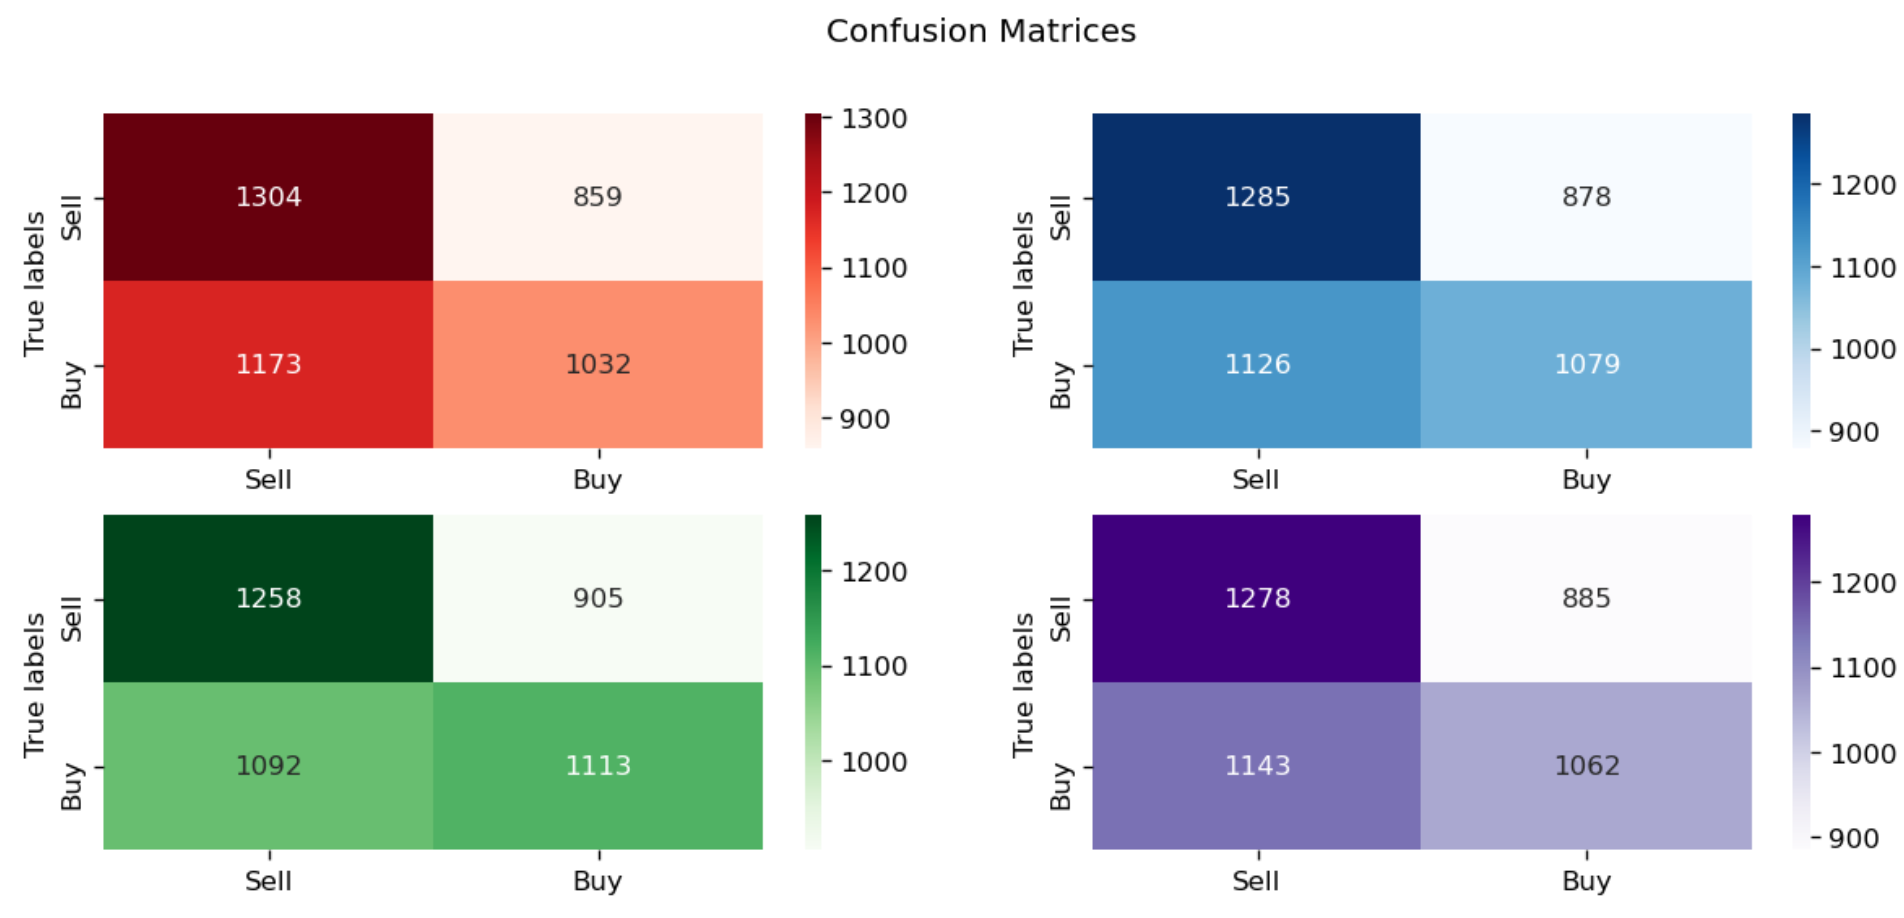 Confusion Matrices
True labels
Sell
Buy
1304
859
1173
1032
Sell
Buy
1300
1200
1100
1000
900
True labels
Sell
Buy
1285
878
1126
1079
Sell
Buy
1200
1100
1000
900
True labels
Sell
Buy
1258
905
1092
1113
Sell
Buy
1200
1100
1000
True labels
Sell
Buy
1278
885
1143
1062
Sell
Buy
1200
1100
1000
900